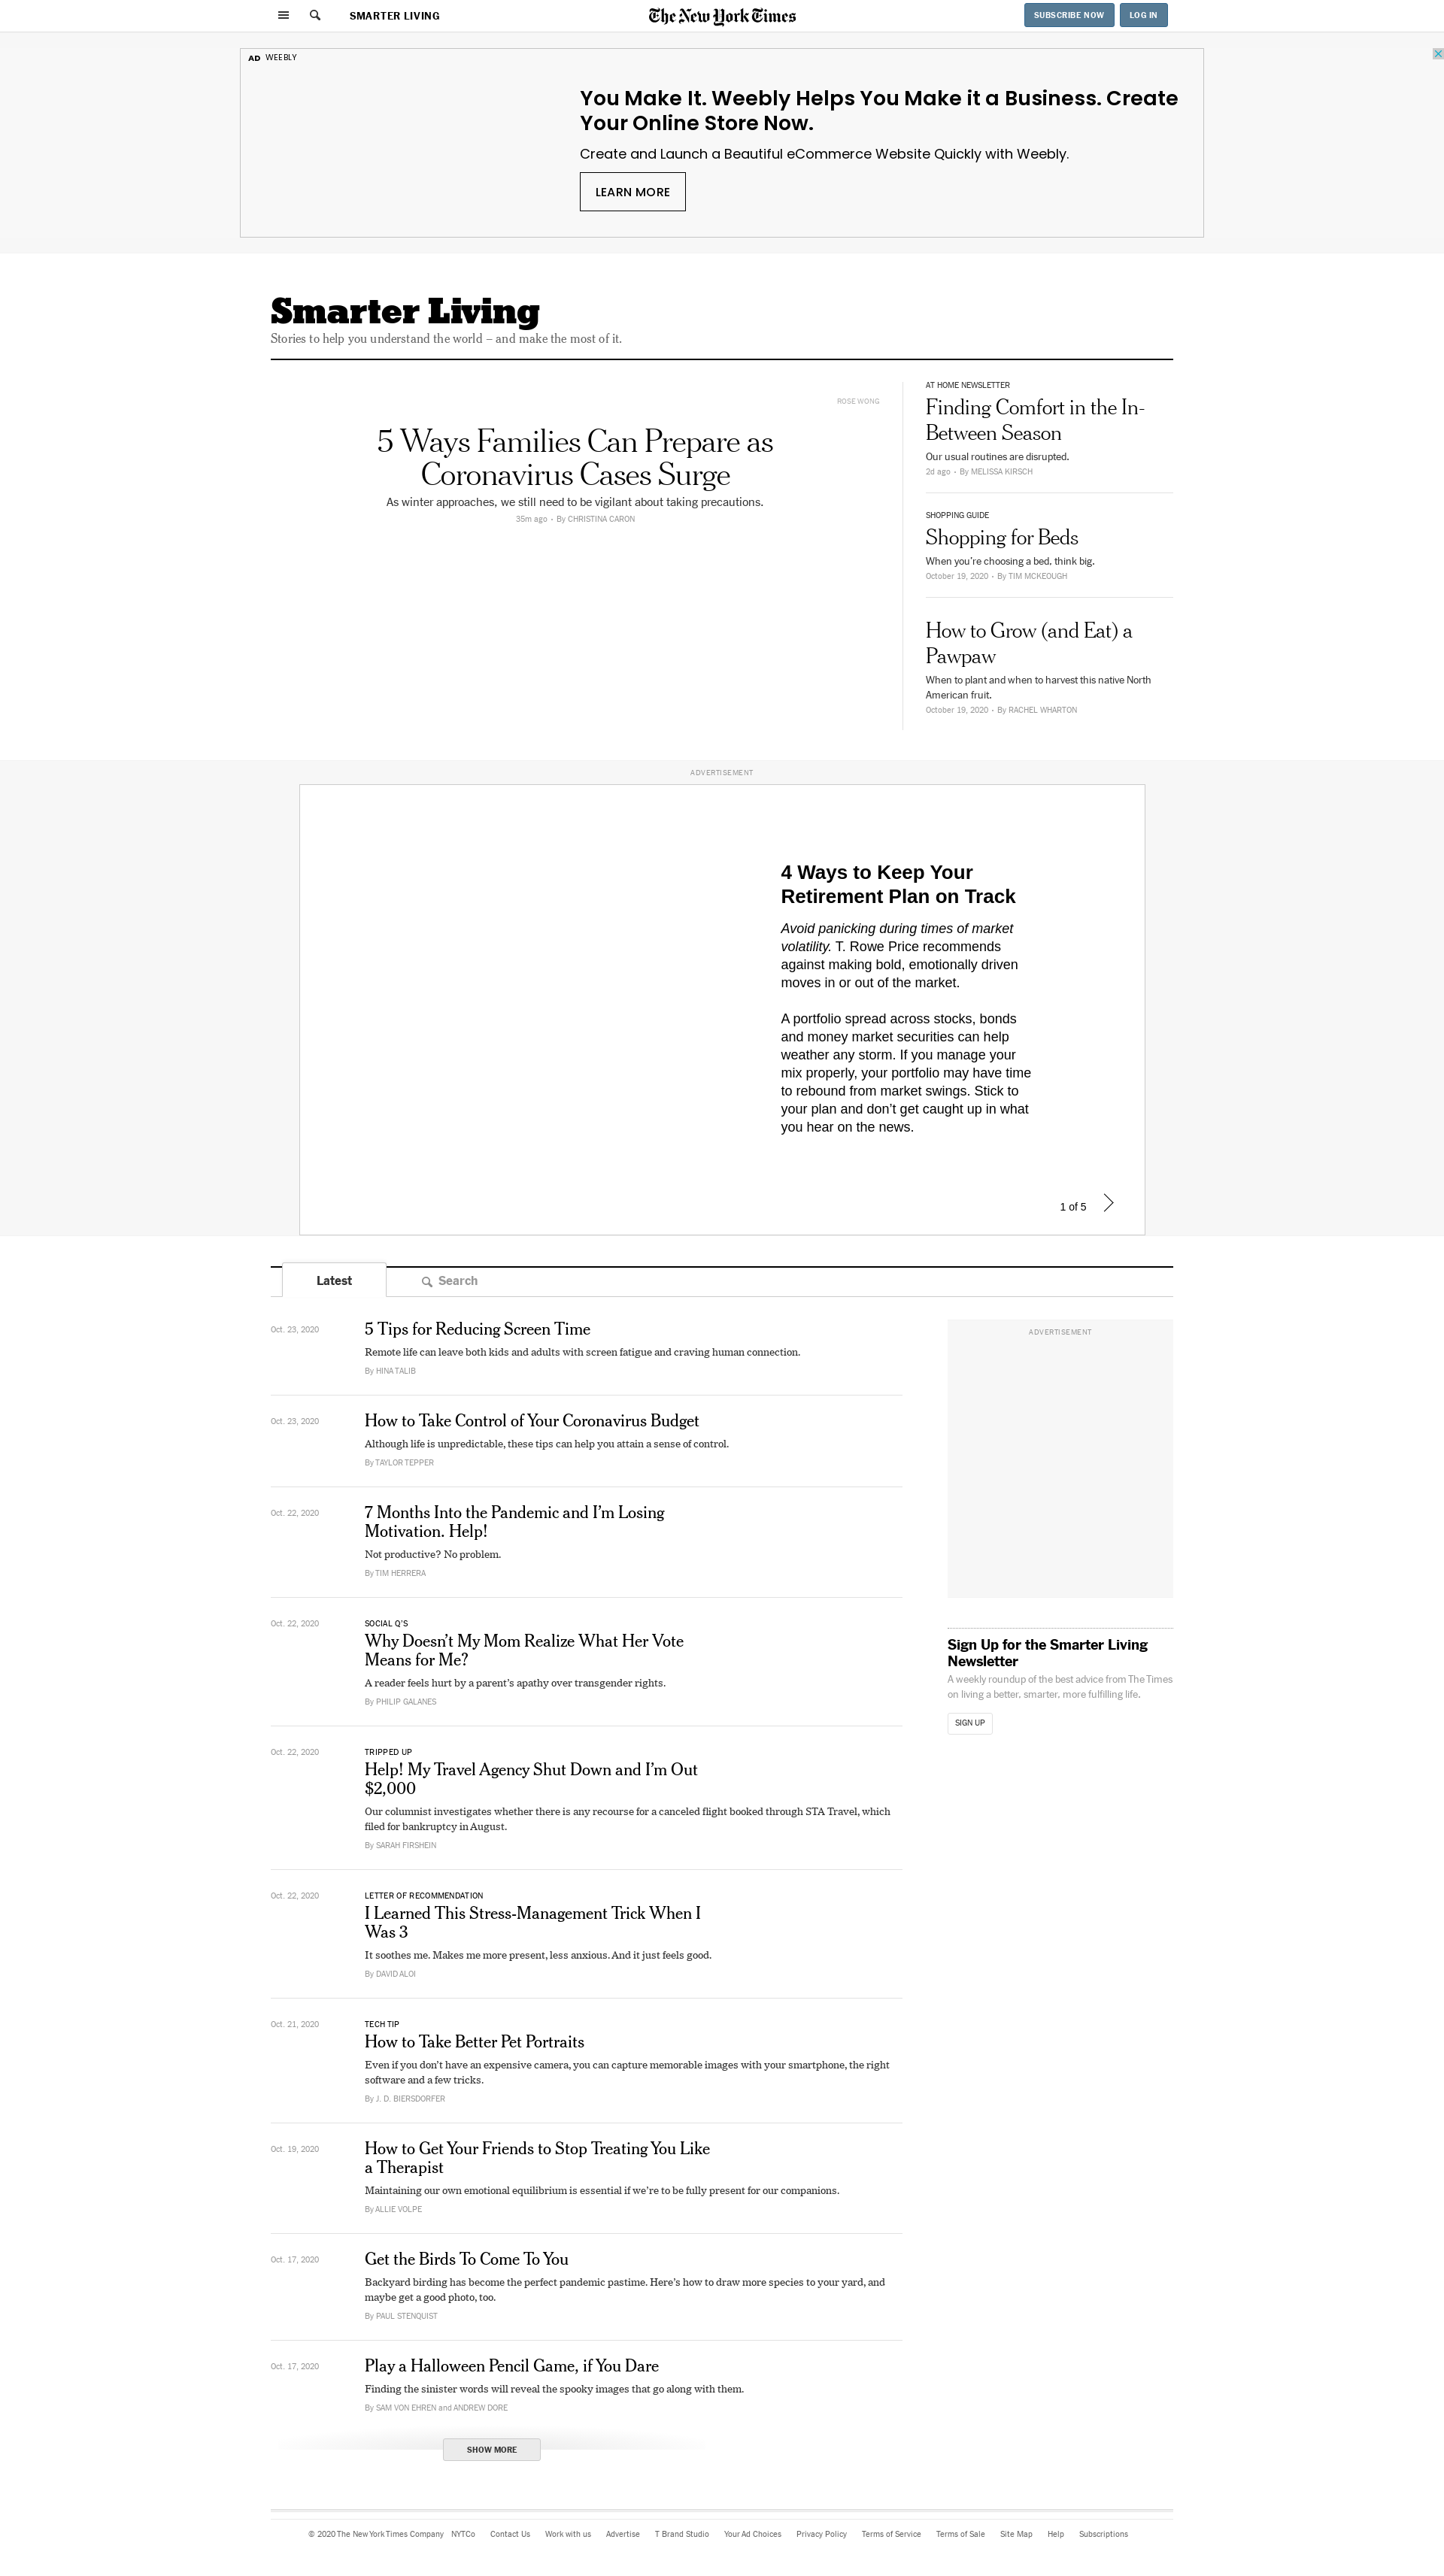 SMARTER LIVING
The New York Times
SUBSCRIBE NOW
LOG IN
AD WEEBLY
You Make It. Weebly Helps You Make it a Business. Create
Your Online Store Now.
Create and Launch a Beautiful eCommerce Website Quickly with Weebly.
LEARN MORE
Smarter Living
Stories to help you understand the world – and make the most of it.
ROSE WONG
5 Ways Families Can Prepare as
Coronavirus Cases Surge
As winter approaches, we still need to be vigilant about taking precautions.
35m ago • By CHRISTINA CARON
AT HOME NEWSLETTER
Finding Comfort in the In-
Between Season
Our usual routines are disrupted.
2d ago • By MELISSA KIRSCH
SHOPPING GUIDE
Shopping for Beds
When you’re choosing a bed, think big.
October 19, 2020 • By TIM MCKEOUGH
How to Grow (and Eat) a
Pawpaw
When to plant and when to harvest this native North
American fruit.
October 19, 2020 • By RACHEL WHARTON
ADVERTISEMENT
4 Ways to Keep Your
Retirement Plan on Track
Avoid panicking during times of market
volatility. T. Rowe Price recommends
against making bold, emotionally driven
moves in or out of the market.
A portfolio spread across stocks, bonds
and money market securities can help
weather any storm. If you manage your
mix properly, your portfolio may have time
to rebound from market swings. Stick to
your plan and don’t get caught up in what
you hear on the news.
1 of 5
Latest
Search
Oct. 23, 2020
5 Tips for Reducing Screen Time
Remote life can leave both kids and adults with screen fatigue and craving human connection.
By HINA TALIB
Oct. 23, 2020
How to Take Control of Your Coronavirus Budget
Although life is unpredictable, these tips can help you attain a sense of control.
By TAYLOR TEPPER
Oct. 22, 2020
7 Months Into the Pandemic and I’m Losing
Motivation. Help!
Not productive? No problem.
By TIM HERRERA
Oct. 22, 2020
SOCIAL Q’S
Why Doesn’t My Mom Realize What Her Vote
Means for Me?
A reader feels hurt by a parent’s apathy over transgender rights.
By PHILIP GALANES
Oct. 22, 2020
TRIPPED UP
Help! My Travel Agency Shut Down and I’m Out
$2,000
Our columnist investigates whether there is any recourse for a canceled flight booked through STA Travel, which
filed for bankruptcy in August.
By SARAH FIRSHEIN
Oct. 22, 2020
LETTER OF RECOMMENDATION
I Learned This Stress-Management Trick When I
Was 3
It soothes me. Makes me more present, less anxious. And it just feels good.
By DAVID ALOI
Oct. 21, 2020
TECH TIP
How to Take Better Pet Portraits
Even if you don’t have an expensive camera, you can capture memorable images with your smartphone, the right
software and a few tricks.
By J. D. BIERSDORFER
Oct. 19, 2020
How to Get Your Friends to Stop Treating You Like
a Therapist
Maintaining our own emotional equilibrium is essential if we’re to be fully present for our companions.
By ALLIE VOLPE
Oct. 17, 2020
Get the Birds To Come To You
Backyard birding has become the perfect pandemic pastime. Here’s how to draw more species to your yard, and
maybe get a good photo, too.
By PAUL STENQUIST
Oct. 17, 2020
Play a Halloween Pencil Game, if You Dare
Finding the sinister words will reveal the spooky images that go along with them.
By SAM VON EHREN and ANDREW DORE
SHOW MORE
ADVERTISEMENT
Sign Up for the Smarter Living
Newsletter
A weekly roundup of the best advice from The Times
on living a better, smarter, more fulfilling life.
SIGN UP
© 2020 The New York Times Company NYTCo Contact Us Work with us Advertise T Brand Studio Your Ad Choices Privacy Policy Terms of Service Terms of Sale Site Map Help Subscriptions